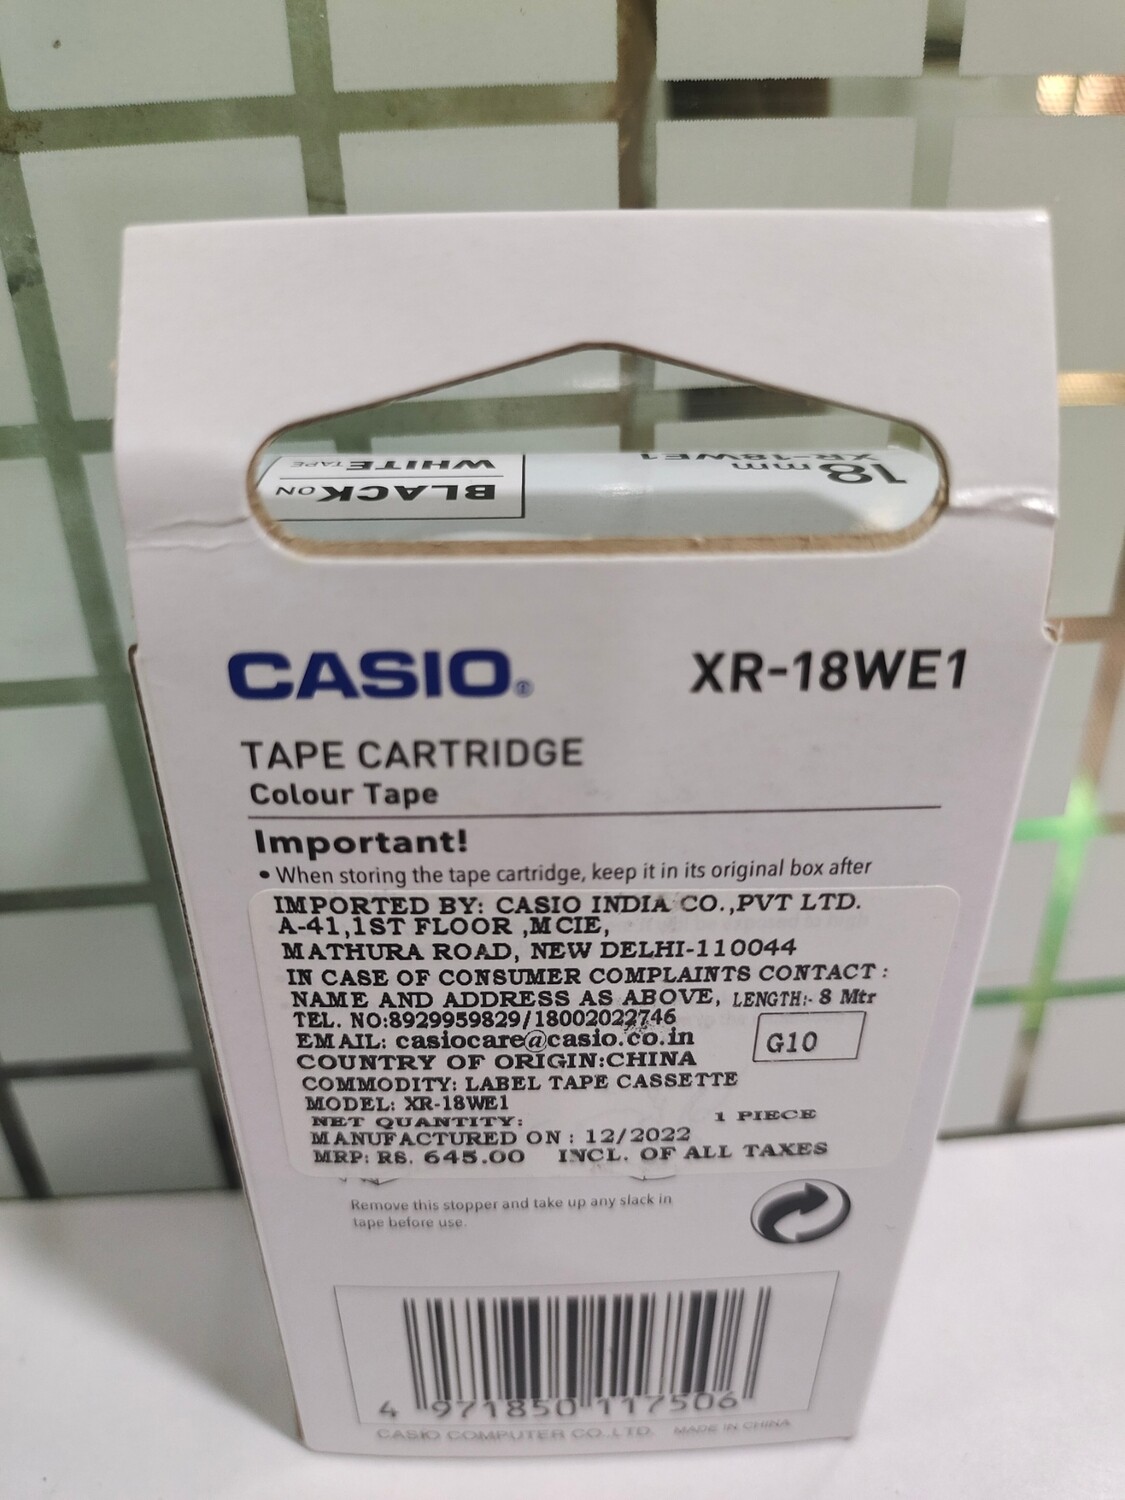 18mm
XR-18WE1
BLACK ON
WHITE TAPE
CASIO®
XR-18WE1
TAPE CARTRIDGE
Colour Tape
Important!
• When storing the tape cartridge, keep it in its original box after
IMPORTED BY: CASIO INDIA CO.,PVT LTD.
A-41,1ST FLOOR ,MCIE,
MATHURA ROAD, NEW DELHI-110044
IN CASE OF CONSUMER COMPLAINTS CONTACT :
NAME AND ADDRESS AS ABOVE, LENGTH:- 8 Mtr
TEL. NO:8929959829/18002022746
EMAIL: casiocare@casio.co.in
G10
COUNTRY OF ORIGIN:CHINA
COMMODITY: LABEL TAPE CASSETTE
MODEL: XR-18WE1
NET QUANTITY: 1 PIECE
MANUFACTURED ON : 12/2022
MRP: RS. 645.00 INCL. OF ALL TAXES
Remove this stopper and take up any slack in
tape before use.
4 971850 117506
CASIO COMPUTER CO.,LTD. MADE IN CHINA